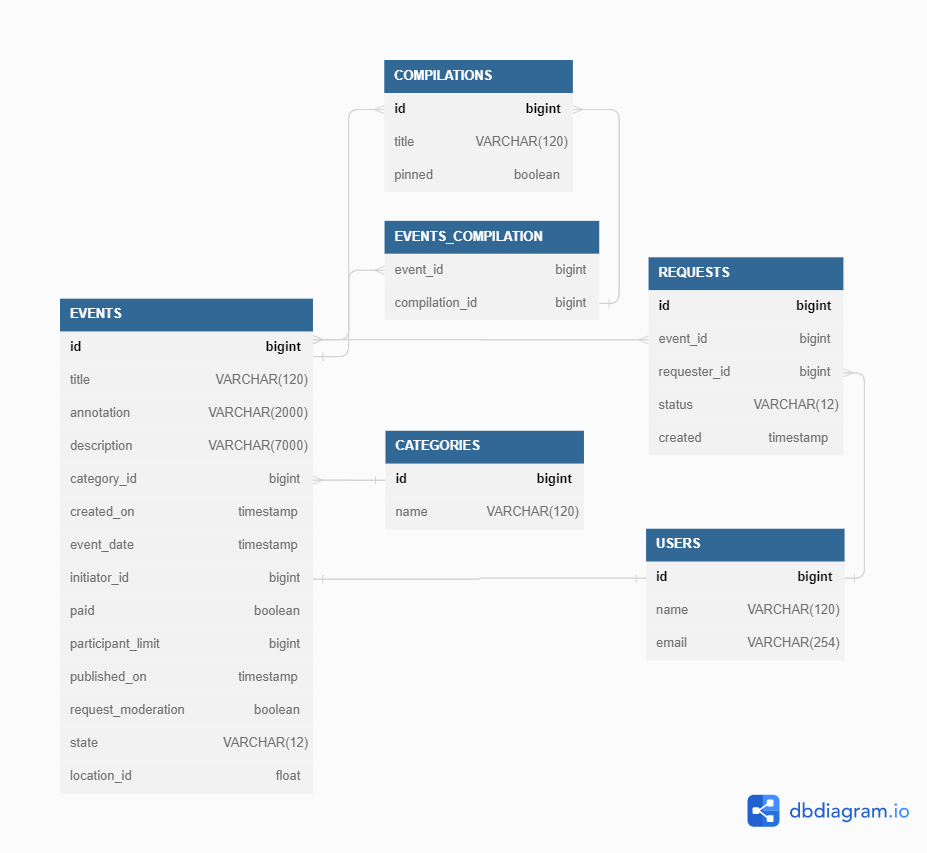 COMPILATIONS
id bigint
title VARCHAR(120)
pinned boolean
EVENTS_COMPILATION
event_id bigint
compilation_id bigint
REQUESTS
id bigint
event_id bigint
requester_id bigint
status VARCHAR(12)
created timestamp
EVENTS
id bigint
title VARCHAR(120)
annotation VARCHAR(2000)
description VARCHAR(7000)
category_id bigint
created_on timestamp
event_date timestamp
initiator_id bigint
paid boolean
participant_limit bigint
published_on timestamp
request_moderation boolean
state VARCHAR(12)
location_id float
CATEGORIES
id bigint
name VARCHAR(120)
USERS
id bigint
name VARCHAR(120)
email VARCHAR(254)
dbdiagram.io